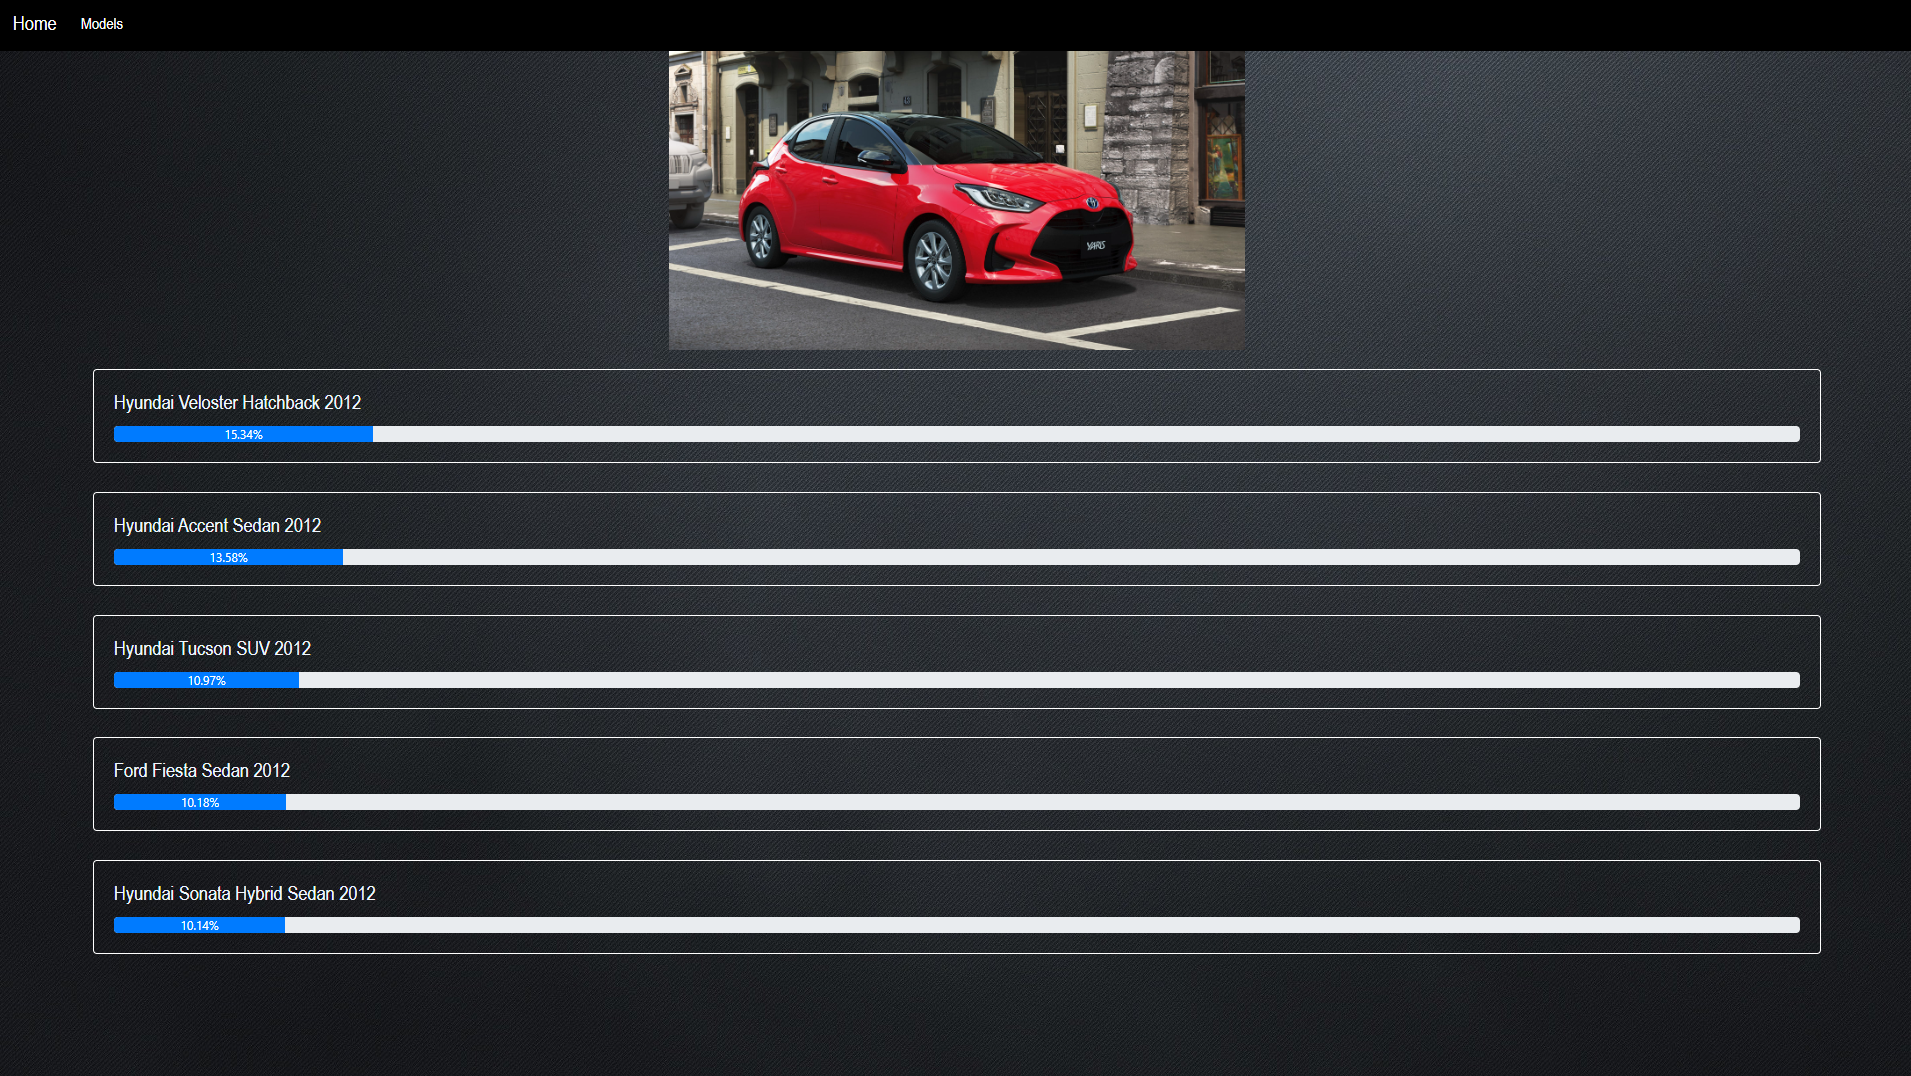 Home Models
YARIS
Hyundai Veloster Hatchback 2012
15.34%
Hyundai Accent Sedan 2012
13.58%
Hyundai Tucson SUV 2012
10.97%
Ford Fiesta Sedan 2012
10.18%
Hyundai Sonata Hybrid Sedan 2012
10.14%